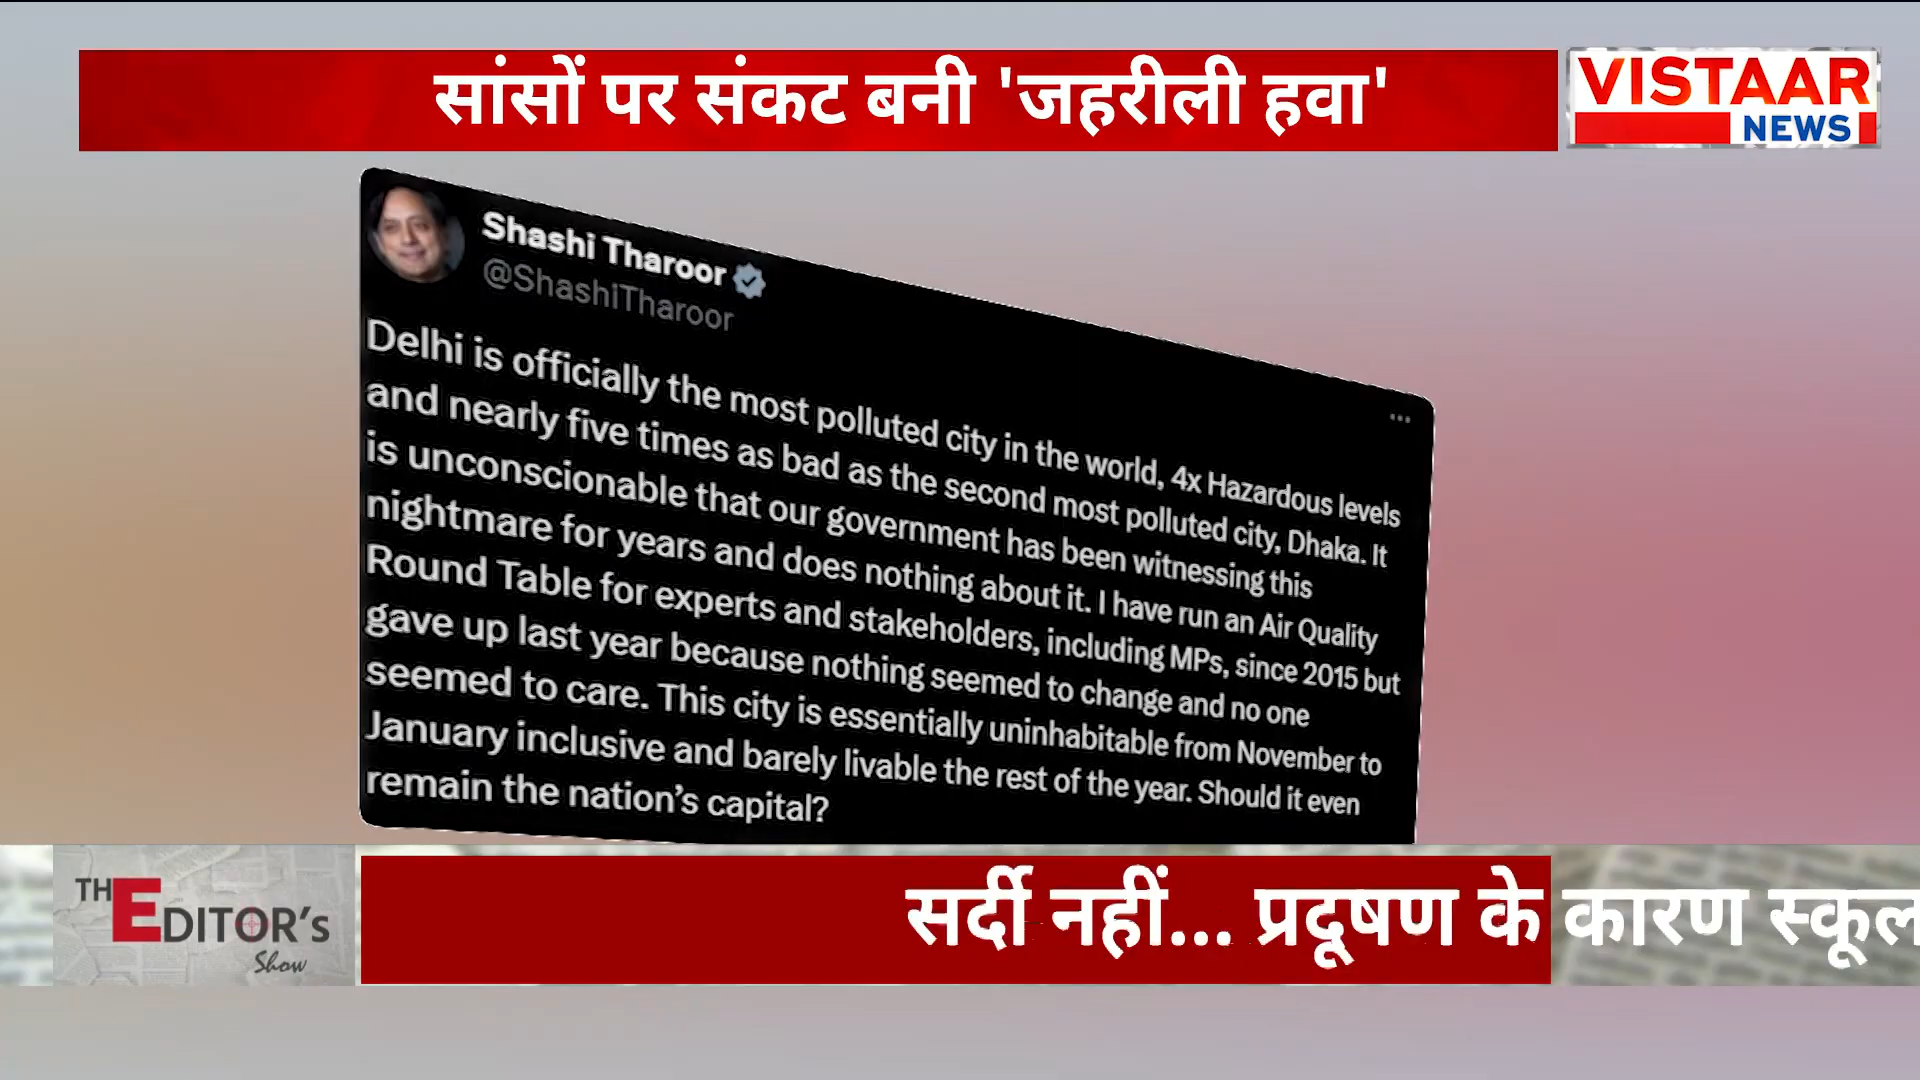 सांसों पर संकट बनी 'जहरीली हवा'
VISTAAR
NEWS
Shashi Tharoor
@ShashiTharoor
Delhi is officially the most polluted city in the world, 4x Hazardous levels
and nearly five times as bad as the second most polluted city, Dhaka. It
is unconscionable that our government has been witnessing this
nightmare for years and does nothing about it. I have run an Air Quality
Round Table for experts and stakeholders, including MPs, since 2015 but
gave up last year because nothing seemed to change and no one
seemed to care. This city is essentially uninhabitable from November to
January inclusive and barely livable the rest of the year. Should it even
remain the nation's capital?
THE EDITOR's
Show
सर्दी नहीं... प्रदूषण के कारण स्कूल